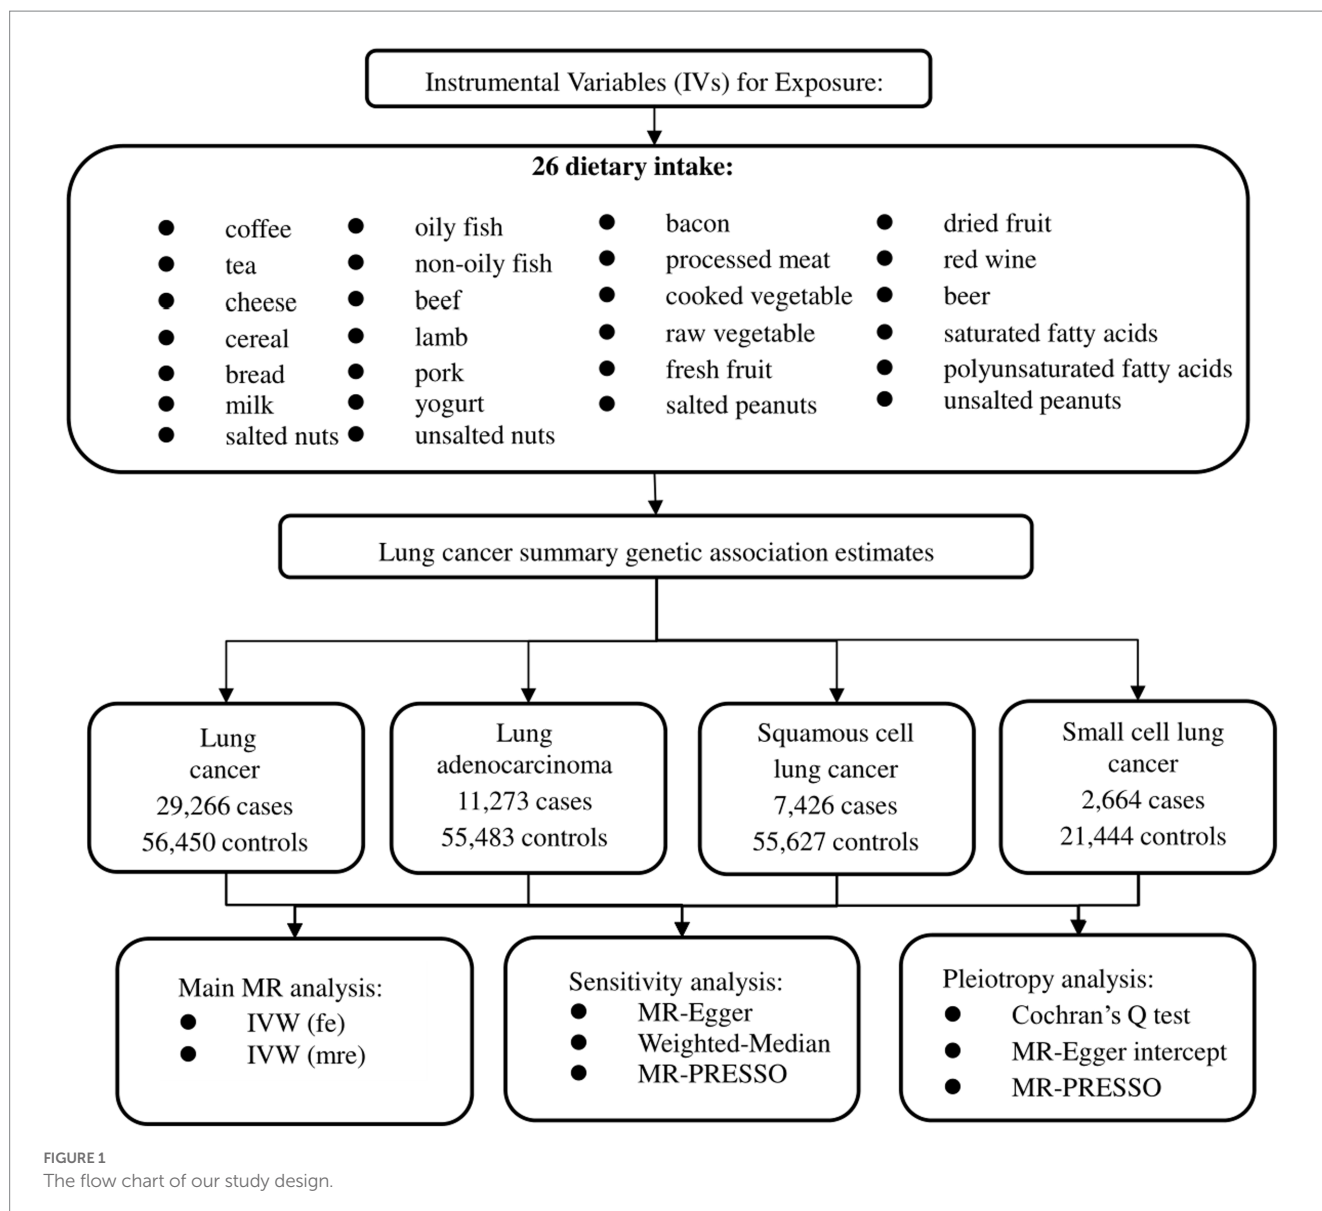 Instrumental Variables (IVs) for Exposure:
26 dietary intake:
● coffee
● tea
● cheese
● cereal
● bread
● milk
● salted nuts
● oily fish
● non-oily fish
● beef
● lamb
● pork
● yogurt
● unsalted nuts
● bacon
● processed meat
● cooked vegetable
● raw vegetable
● fresh fruit
● salted peanuts
● dried fruit
● red wine
● beer
● saturated fatty acids
● polyunsaturated fatty acids
● unsalted peanuts
Lung cancer summary genetic association estimates
Lung
cancer
29,266 cases
56,450 controls
Lung
adenocarcinoma
11,273 cases
55,483 controls
Squamous cell
lung cancer
7,426 cases
55,627 controls
Small cell lung
cancer
2,664 cases
21,444 controls
Main MR analysis:
● IVW (fe)
● IVW (mre)
Sensitivity analysis:
● MR-Egger
● Weighted-Median
● MR-PRESSO
Pleiotropy analysis:
● Cochran’s Q test
● MR-Egger intercept
● MR-PRESSO
FIGURE 1
The flow chart of our study design.